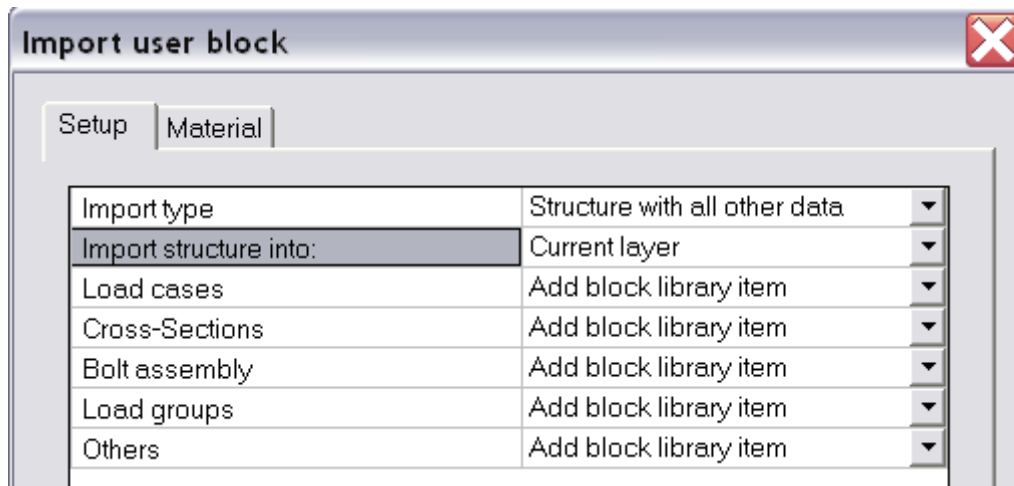 Import user block
Setup Material
Import type Structure with all other data
Import structure into: Current layer
Load cases Add block library item
Cross-Sections Add block library item
Bolt assembly Add block library item
Load groups Add block library item
Others Add block library item